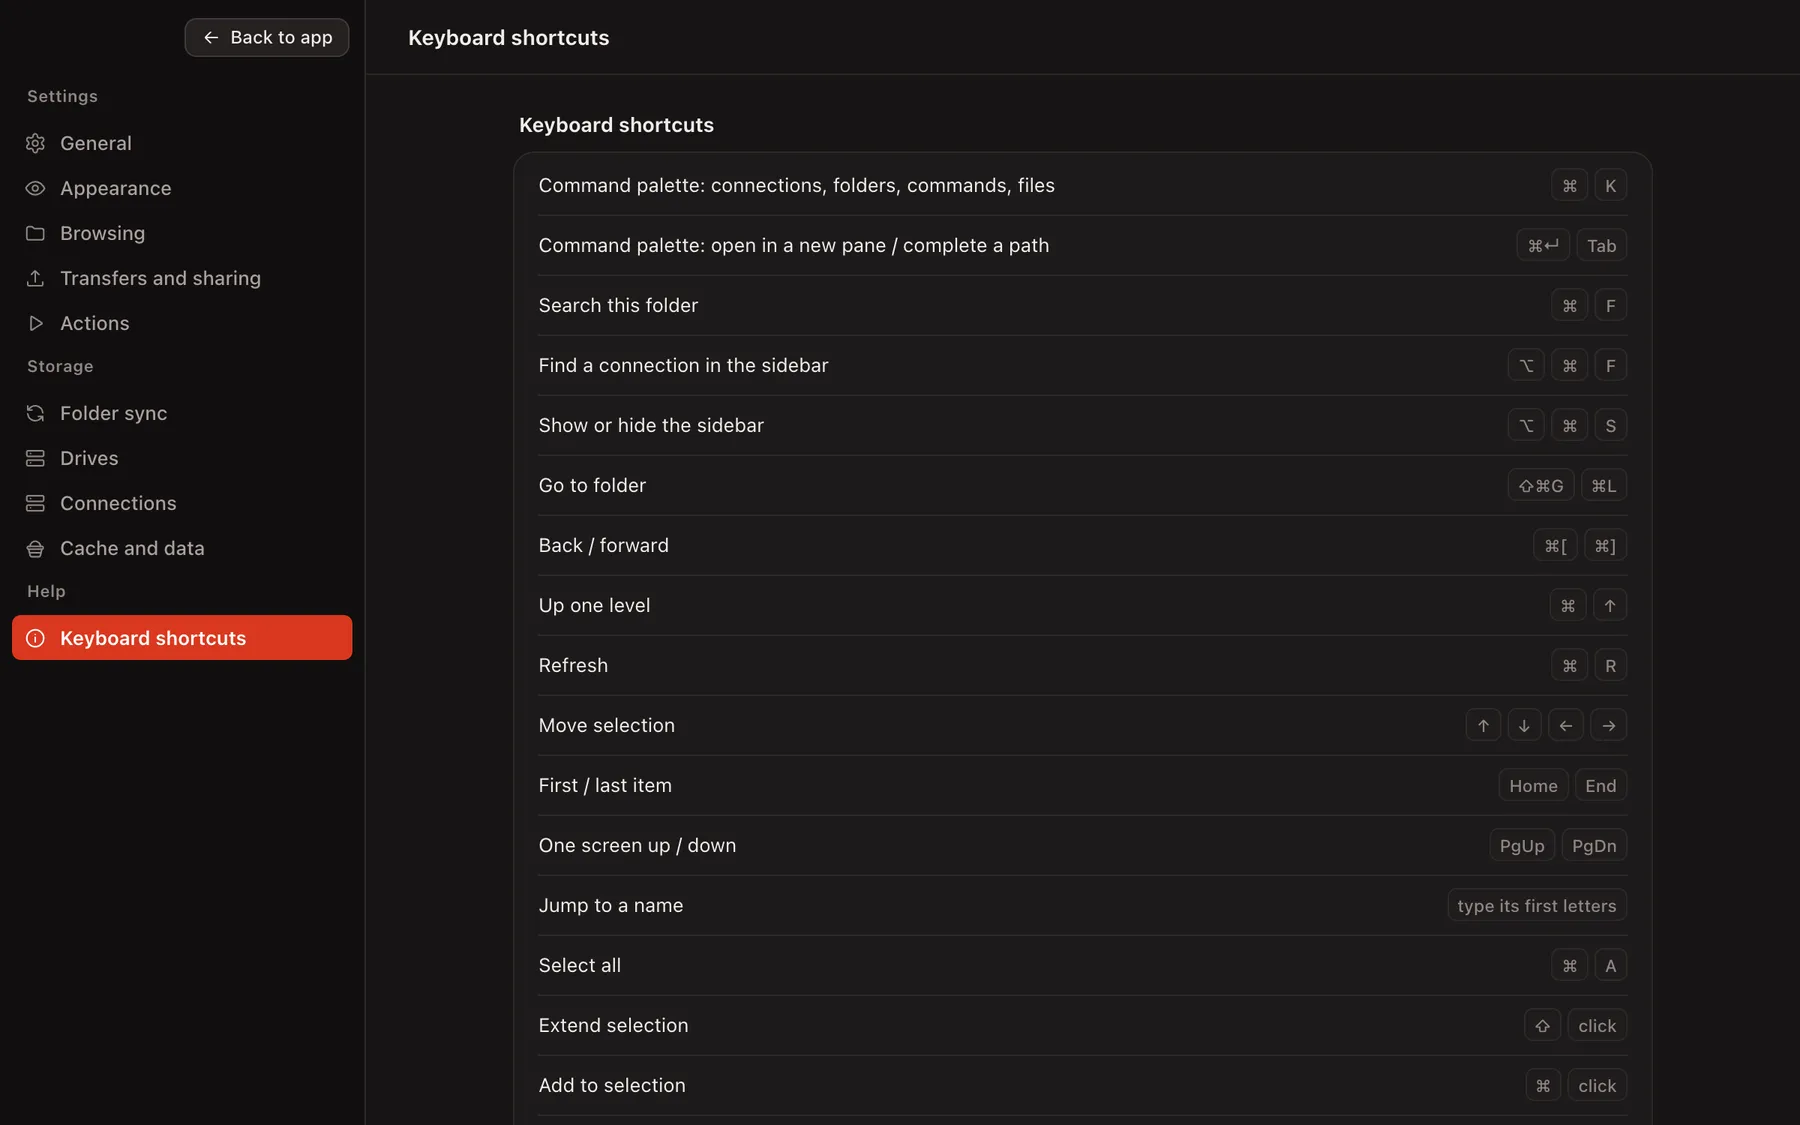 ← Back to app
Settings
General
Appearance
Browsing
Transfers and sharing
Actions
Storage
Folder sync
Drives
Connections
Cache and data
Help
Keyboard shortcuts
Keyboard shortcuts
Keyboard shortcuts
Command palette: connections, folders, commands, files ⌘ K
Command palette: open in a new pane / complete a path ⌘↵ Tab
Search this folder ⌘ F
Find a connection in the sidebar ⌥ ⌘ F
Show or hide the sidebar ⌥ ⌘ S
Go to folder ⇧⌘G ⌘L
Back / forward ⌘[ ⌘]
Up one level ⌘ ↑
Refresh ⌘ R
Move selection ↑ ↓ ← →
First / last item Home End
One screen up / down PgUp PgDn
Jump to a name type its first letters
Select all ⌘ A
Extend selection ⇧ click
Add to selection ⌘ click